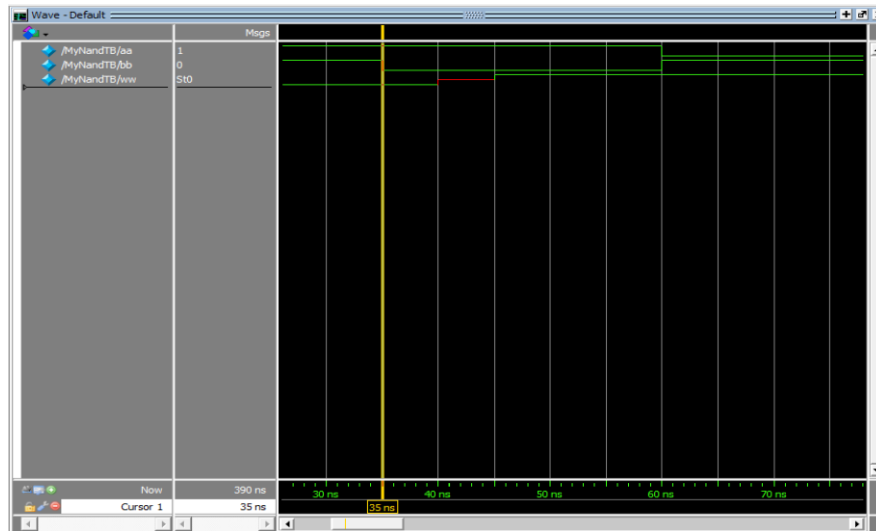 Wave - Default
Msgs
/MyNandTB/aa 1
/MyNandTB/bb 0
/MyNandTB/ww St0
Now 390 ns
Cursor 1 35 ns
30 ns 40 ns 50 ns 60 ns 70 ns
35 ns